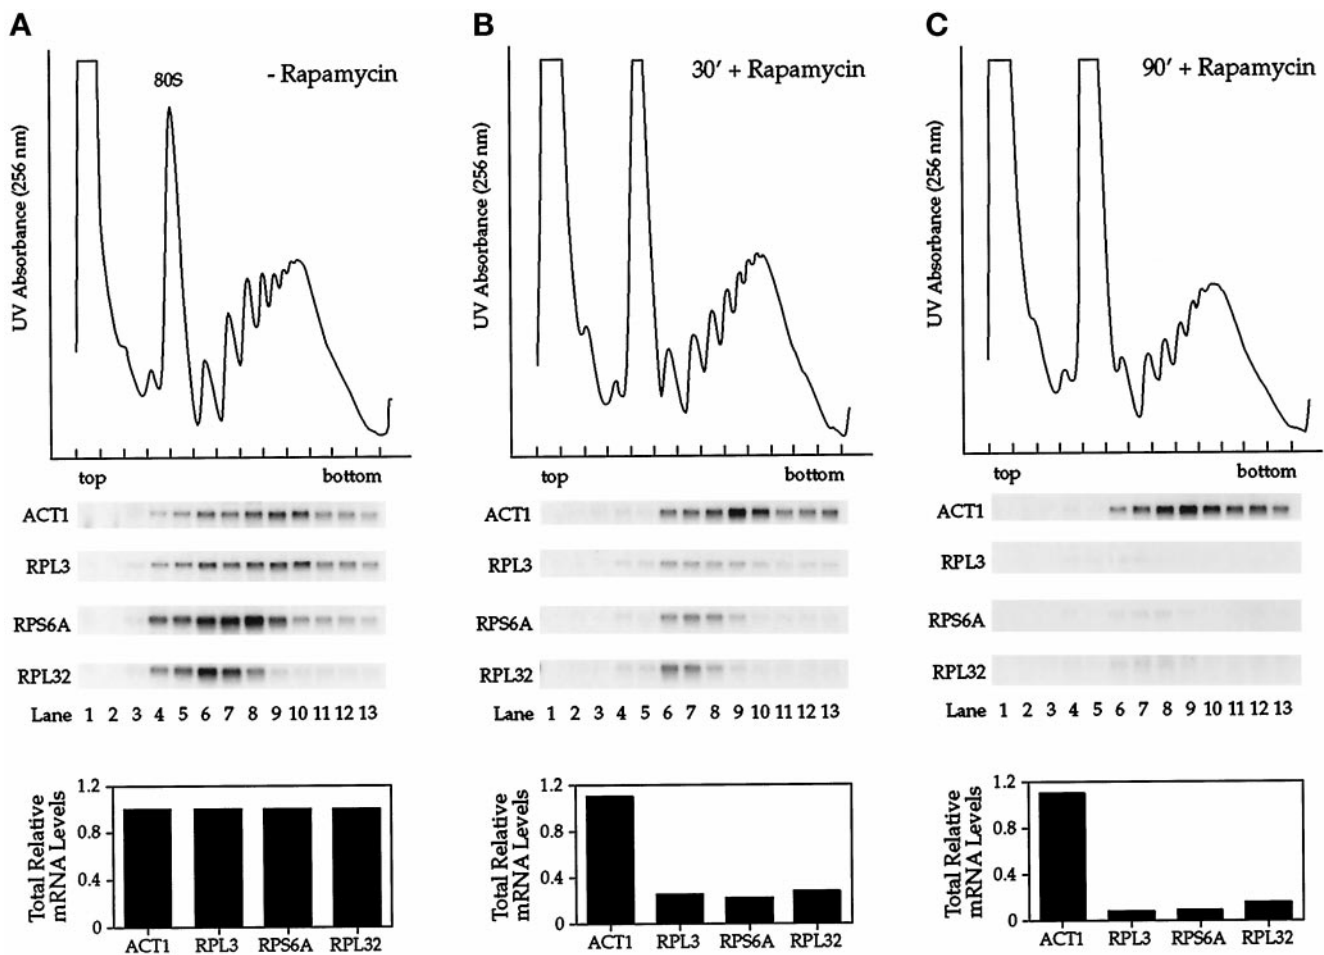 A
B
C
- Rapamycin
30′ + Rapamycin
90′ + Rapamycin
80S
UV Absorbance (256 nm)
UV Absorbance (256 nm)
UV Absorbance (256 nm)
top bottom
top bottom
top bottom
ACT1
RPL3
RPS6A
RPL32
Lane 1 2 3 4 5 6 7 8 9 10 11 12 13
ACT1
RPL3
RPS6A
RPL32
Lane 1 2 3 4 5 6 7 8 9 10 11 12 13
ACT1
RPL3
RPS6A
RPL32
Lane 1 2 3 4 5 6 7 8 9 10 11 12 13
Total Relative
mRNA Levels
1.2
0.8
0.4
0
ACT1 RPL3 RPS6A RPL32
Total Relative
mRNA Levels
1.2
0.8
0.4
0
ACT1 RPL3 RPS6A RPL32
Total Relative
mRNA Levels
1.2
0.8
0.4
0
ACT1 RPL3 RPS6A RPL32